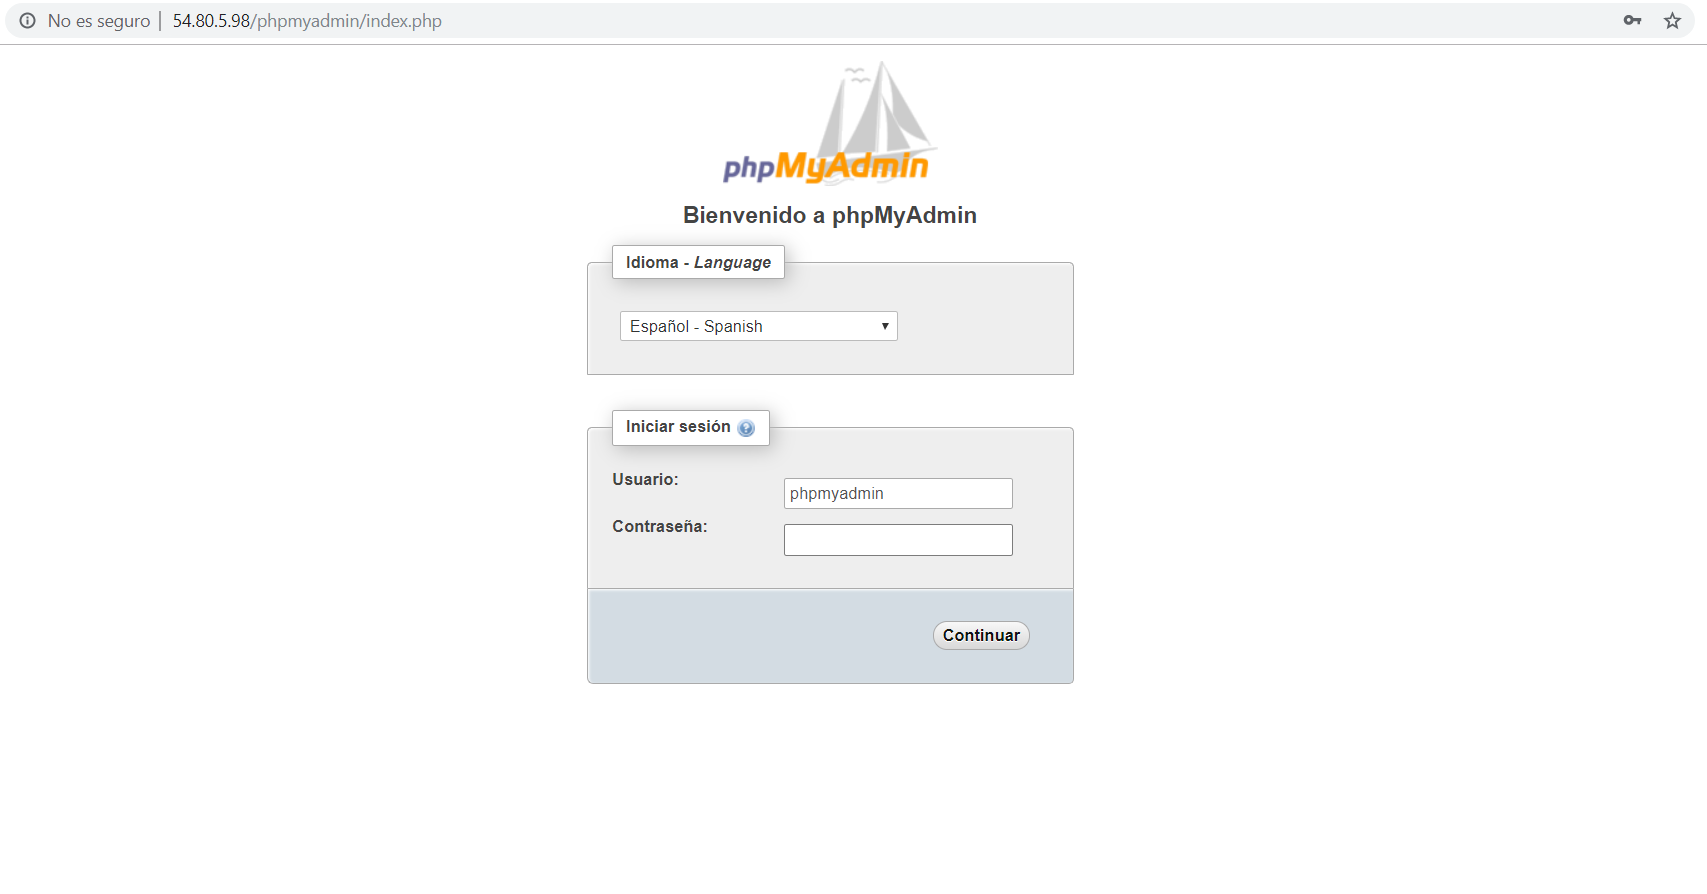 No es seguro | 54.80.5.98/phpmyadmin/index.php
phpMyAdmin
Bienvenido a phpMyAdmin
Idioma - Language
Español - Spanish
Iniciar sesión
Usuario: phpmyadmin
Contraseña:
Continuar